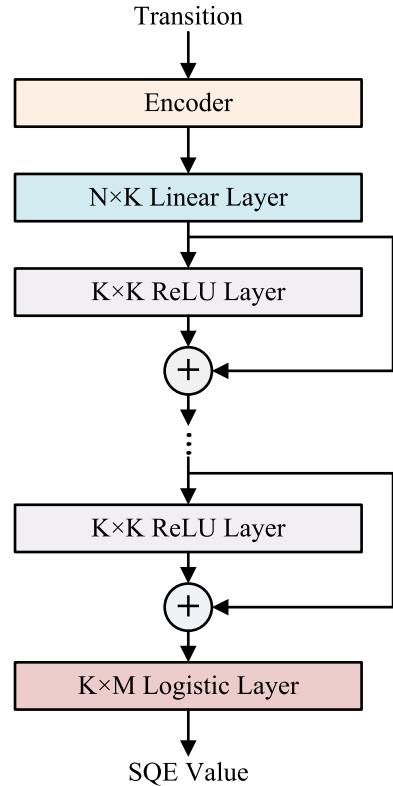 Transition
Encoder
N×K Linear Layer
K×K ReLU Layer
+
⋮
K×K ReLU Layer
+
K×M Logistic Layer
SQE Value